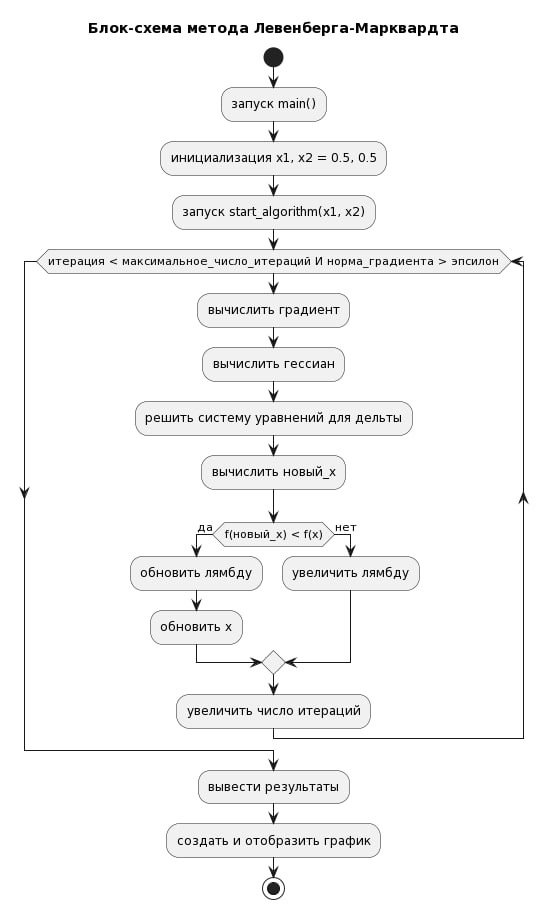 Блок-схема метода Левенберга-Марквардта
запуск main()
инициализация x1, x2 = 0.5, 0.5
запуск start_algorithm(x1, x2)
итерация < максимальное_число_итераций И норма_градиента > эпсилон
вычислить градиент
вычислить гессиан
решить систему уравнений для дельты
вычислить новый_x
да
f(новый_x) < f(x)
нет
обновить лямбду
увеличить лямбду
обновить x
увеличить число итераций
вывести результаты
создать и отобразить график